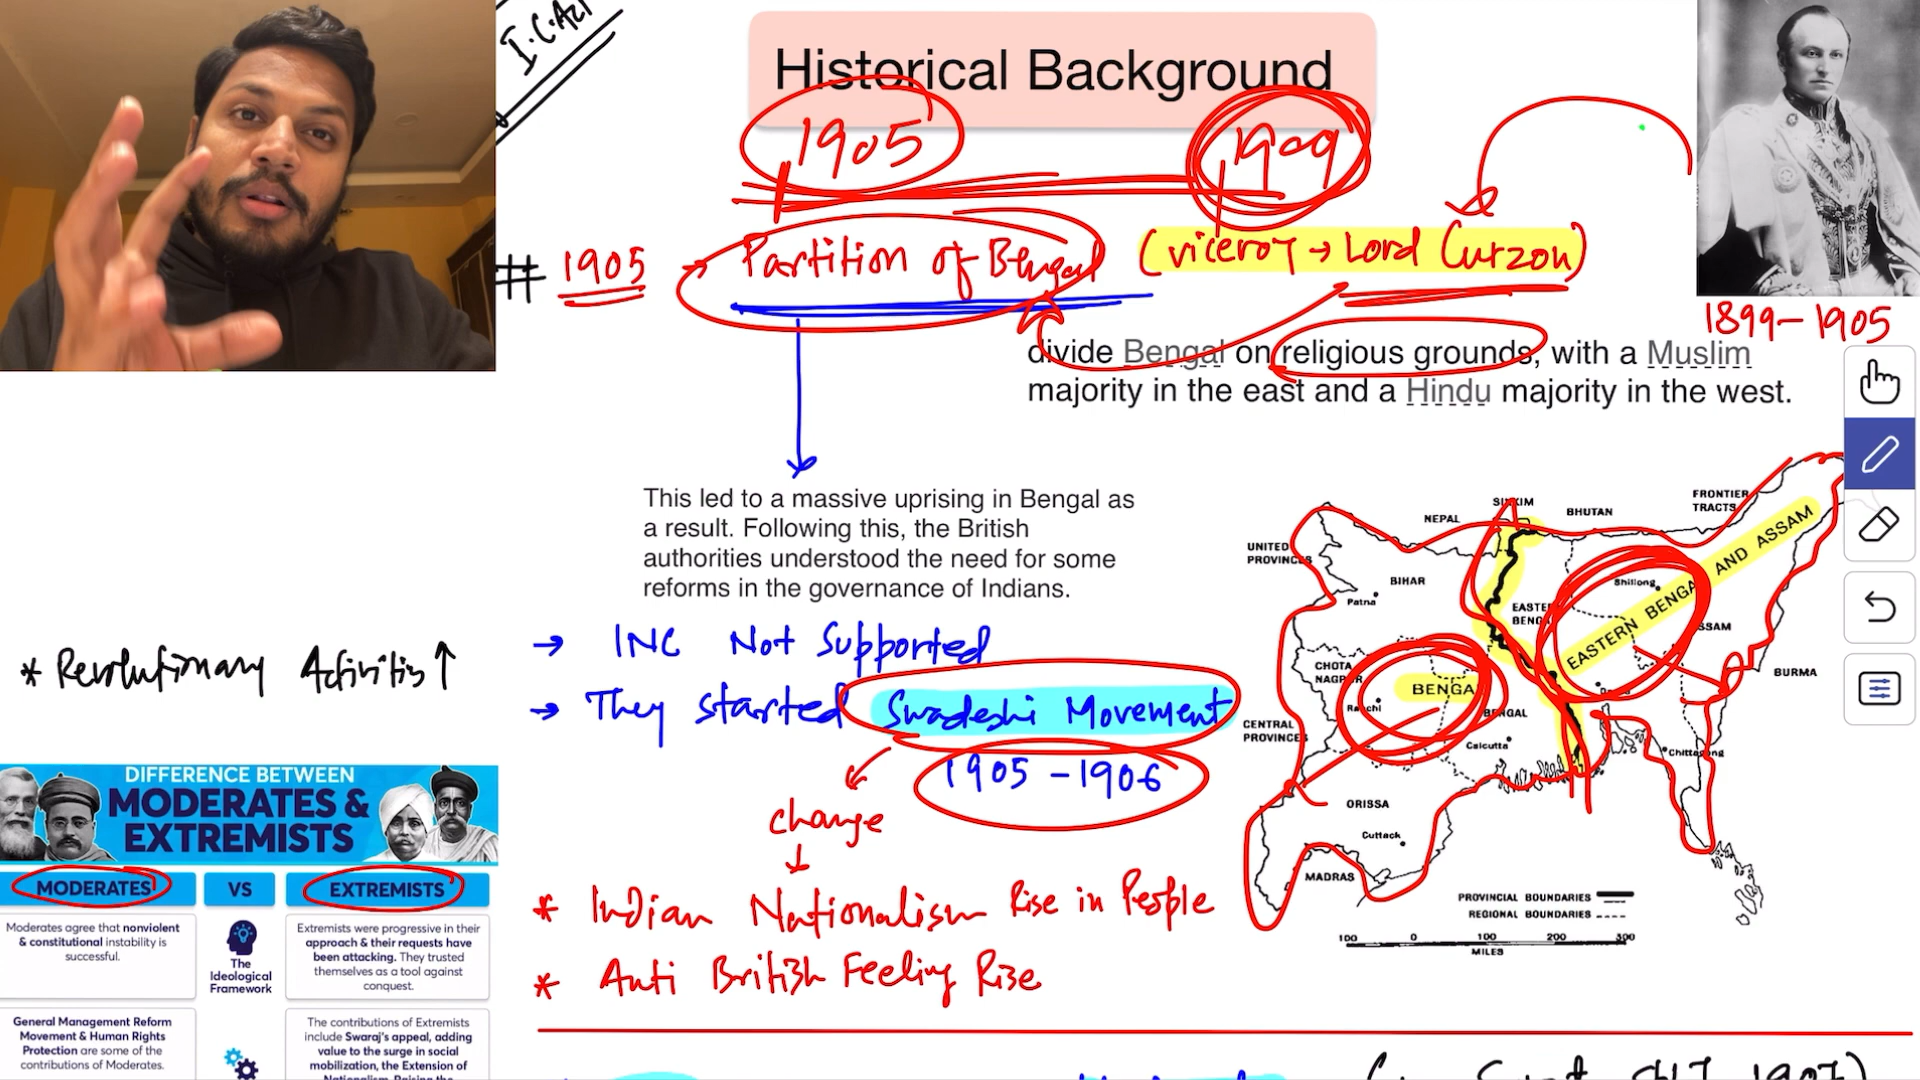 I.C.Act
Historical Background
1905 1909
# 1905 → Partition of Bengal (viceroy → Lord Curzon)
1899-1905
divide Bengal on religious grounds, with a Muslim
majority in the east and a Hindu majority in the west.
This led to a massive uprising in Bengal as
a result. Following this, the British
authorities understood the need for some
reforms in the governance of Indians.
→ INC Not Supported
→ They started Swadeshi Movement
1905 - 1906
change
* Indian Nationalism Rise in People
* Anti British Feeling Rise
* Revolutionary Activities ↑
DIFFERENCE BETWEEN
MODERATES &
EXTREMISTS
MODERATES VS EXTREMISTS
Moderates agree that nonviolent
& constitutional instability is
successful.
The
Ideological
Framework
Extremists were progressive in their
approach & their requests have
been attacking. They trusted
themselves as a tool against
conquest.
General Management Reform
Movement & Human Rights
Protection are some of the
contributions of Moderates.
The contributions of Extremists
include Swaraj's appeal, adding
value to the surge in social
mobilization, the Extension of
SIKKIM
FRONTIER
TRACTS
NEPAL
BHUTAN
UNITED
PROVINCES
BIHAR
Patna
Shillong
EASTERN BENGAL AND ASSAM
ASSAM
BURMA
CHOTA
NAGPUR
BENGAL
Ranchi
BENGAL
CENTRAL
PROVINCES
Calcutta
Chittagong
ORISSA
Cuttack
MADRAS
PROVINCIAL BOUNDARIES
REGIONAL BOUNDARIES
100 0 100 200 300
MILES